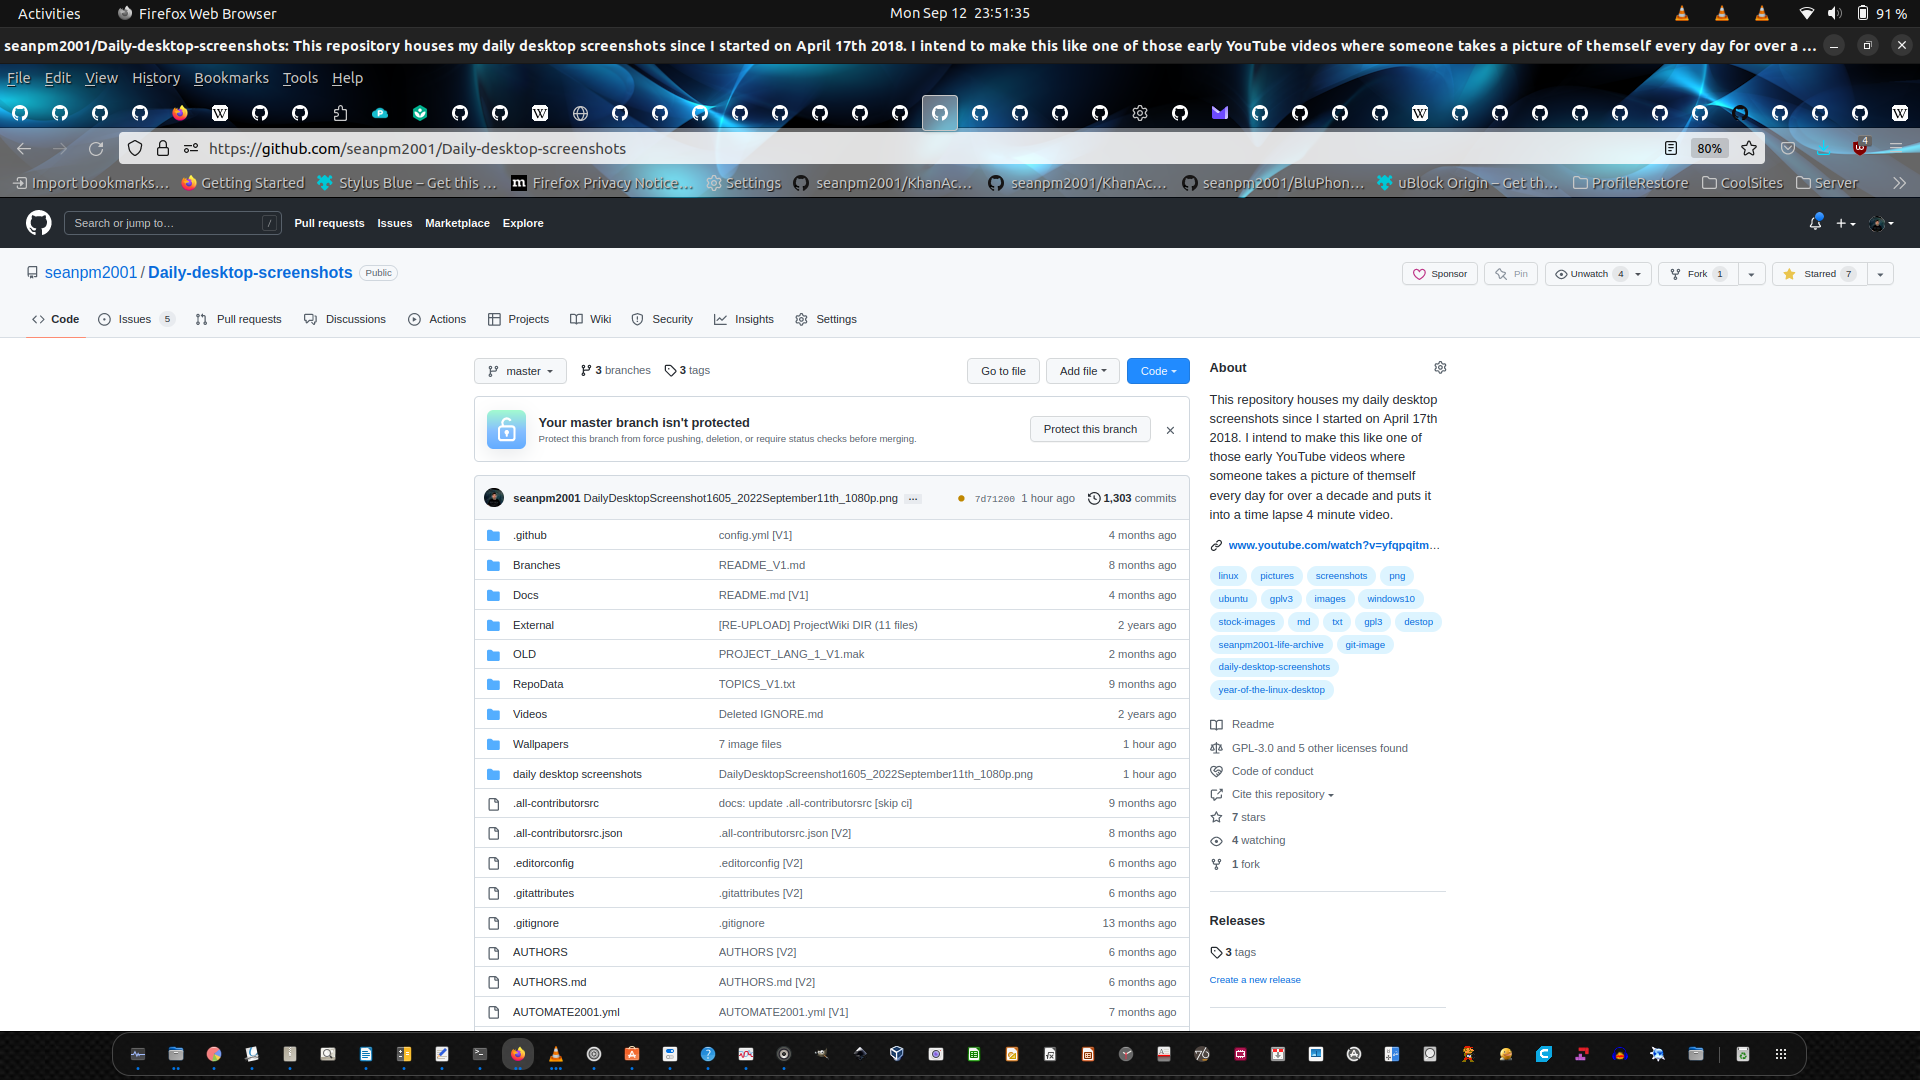 Activities Firefox Web Browser Mon Sep 12 23:51:35 91 %
seanpm2001/Daily-desktop-screenshots: This repository houses my daily desktop screenshots since I started on April 17th 2018. I intend to make this like one of those early YouTube videos where someone takes a picture of themself every day for over a ...
File Edit View History Bookmarks Tools Help
https://github.com/seanpm2001/Daily-desktop-screenshots 80% 4
Import bookmarks… Getting Started Stylus Blue – Get this … Firefox Privacy Notice… Settings seanpm2001/KhanAc… seanpm2001/KhanAc… seanpm2001/BluPhon… uBlock Origin – Get th… ProfileRestore CoolSites Server
Search or jump to… / Pull requests Issues Marketplace Explore
seanpm2001 / Daily-desktop-screenshots Public Sponsor Pin Unwatch 4 Fork 1 Starred 7
Code Issues 5 Pull requests Discussions Actions Projects Wiki Security Insights Settings
master 3 branches 3 tags Go to file Add file Code
Your master branch isn't protected
Protect this branch from force pushing, deletion, or require status checks before merging.
Protect this branch
seanpm2001 DailyDesktopScreenshot1605_2022September11th_1080p.png ... 7d71200 1 hour ago 1,303 commits
.github config.yml [V1] 4 months ago
Branches README_V1.md 8 months ago
Docs README.md [V1] 4 months ago
External [RE-UPLOAD] ProjectWiki DIR (11 files) 2 years ago
OLD PROJECT_LANG_1_V1.mak 2 months ago
RepoData TOPICS_V1.txt 9 months ago
Videos Deleted IGNORE.md 2 years ago
Wallpapers 7 image files 1 hour ago
daily desktop screenshots DailyDesktopScreenshot1605_2022September11th_1080p.png 1 hour ago
.all-contributorsrc docs: update .all-contributorsrc [skip ci] 9 months ago
.all-contributorsrc.json .all-contributorsrc.json [V2] 8 months ago
.editorconfig .editorconfig [V2] 6 months ago
.gitattributes .gitattributes [V2] 6 months ago
.gitignore .gitignore 13 months ago
AUTHORS AUTHORS [V2] 6 months ago
AUTHORS.md AUTHORS.md [V2] 6 months ago
AUTOMATE2001.yml AUTOMATE2001.yml [V1] 7 months ago
About
This repository houses my daily desktop
screenshots since I started on April 17th
2018. I intend to make this like one of
those early YouTube videos where
someone takes a picture of themself
every day for over a decade and puts it
into a time lapse 4 minute video.
www.youtube.com/watch?v=yfqpqitm…
linux pictures screenshots png
ubuntu gplv3 images windows10
stock-images md txt gpl3 destop
seanpm2001-life-archive git-image
daily-desktop-screenshots
year-of-the-linux-desktop
Readme
GPL-3.0 and 5 other licenses found
Code of conduct
Cite this repository
7 stars
4 watching
1 fork
Releases
3 tags
Create a new release